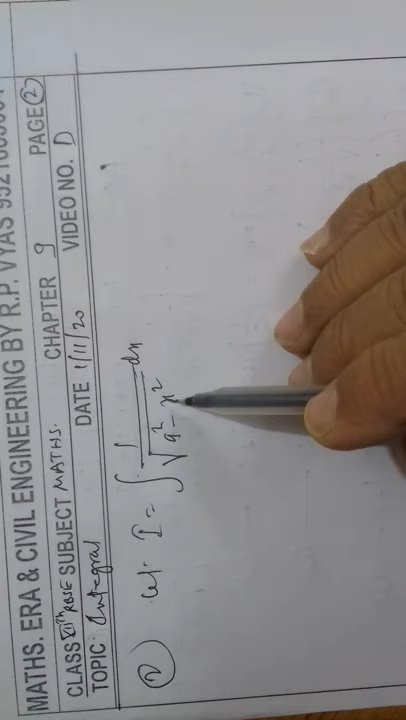 MATHS. ERA & CIVIL ENGINEERING BY R.P. VYAS
CLASS XIIth RBSE SUBJECT MATHS. CHAPTER 9 PAGE 2
TOPIC: Integral DATE 1/11/20 VIDEO NO. D
(2) Let. I = ∫ 1/√(a² - x²) dx